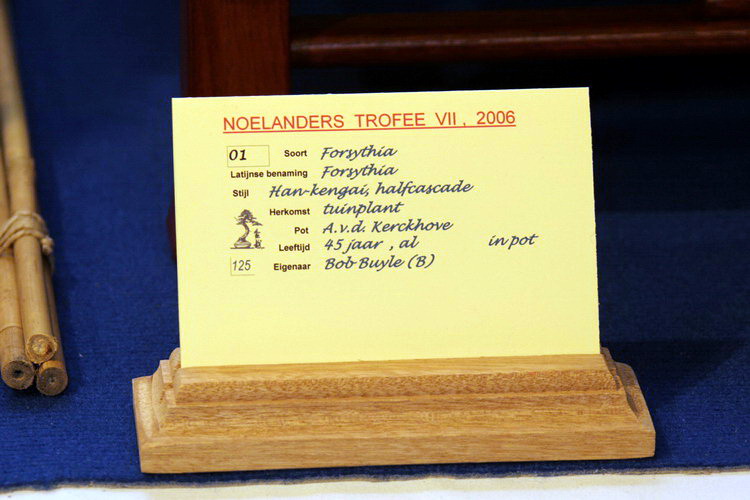 NOELANDERS TROFEE VII , 2006
01 Soort Forsythia
Latijnse benaming Forsythia
Stijl Han-kengai, halfcascade
Herkomst tuinplant
Pot A.v.d. Kerckhove
Leeftijd 45 jaar , al in pot
125 Eigenaar Bob Buyle (B)